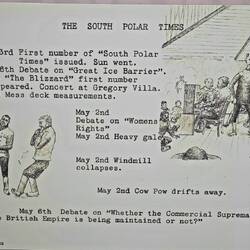 THE SOUTH POLAR TIMES
3rd First number of "South Polar
Times" issued. Sun went.
6th Debate on "Great Ice Barrier".
"The Blizzard" first number
peared. Concert at Gregory Villa.
Mess deck measurements.
May 2nd
Debate on "Womens
Rights"
May 2nd Heavy gale
May 2nd Windmill
collapses.
May 2nd Cow Pow drifts away.
May 6th Debate on "Whether the Commercial Suprema
e British Empire is being maintained or not?"